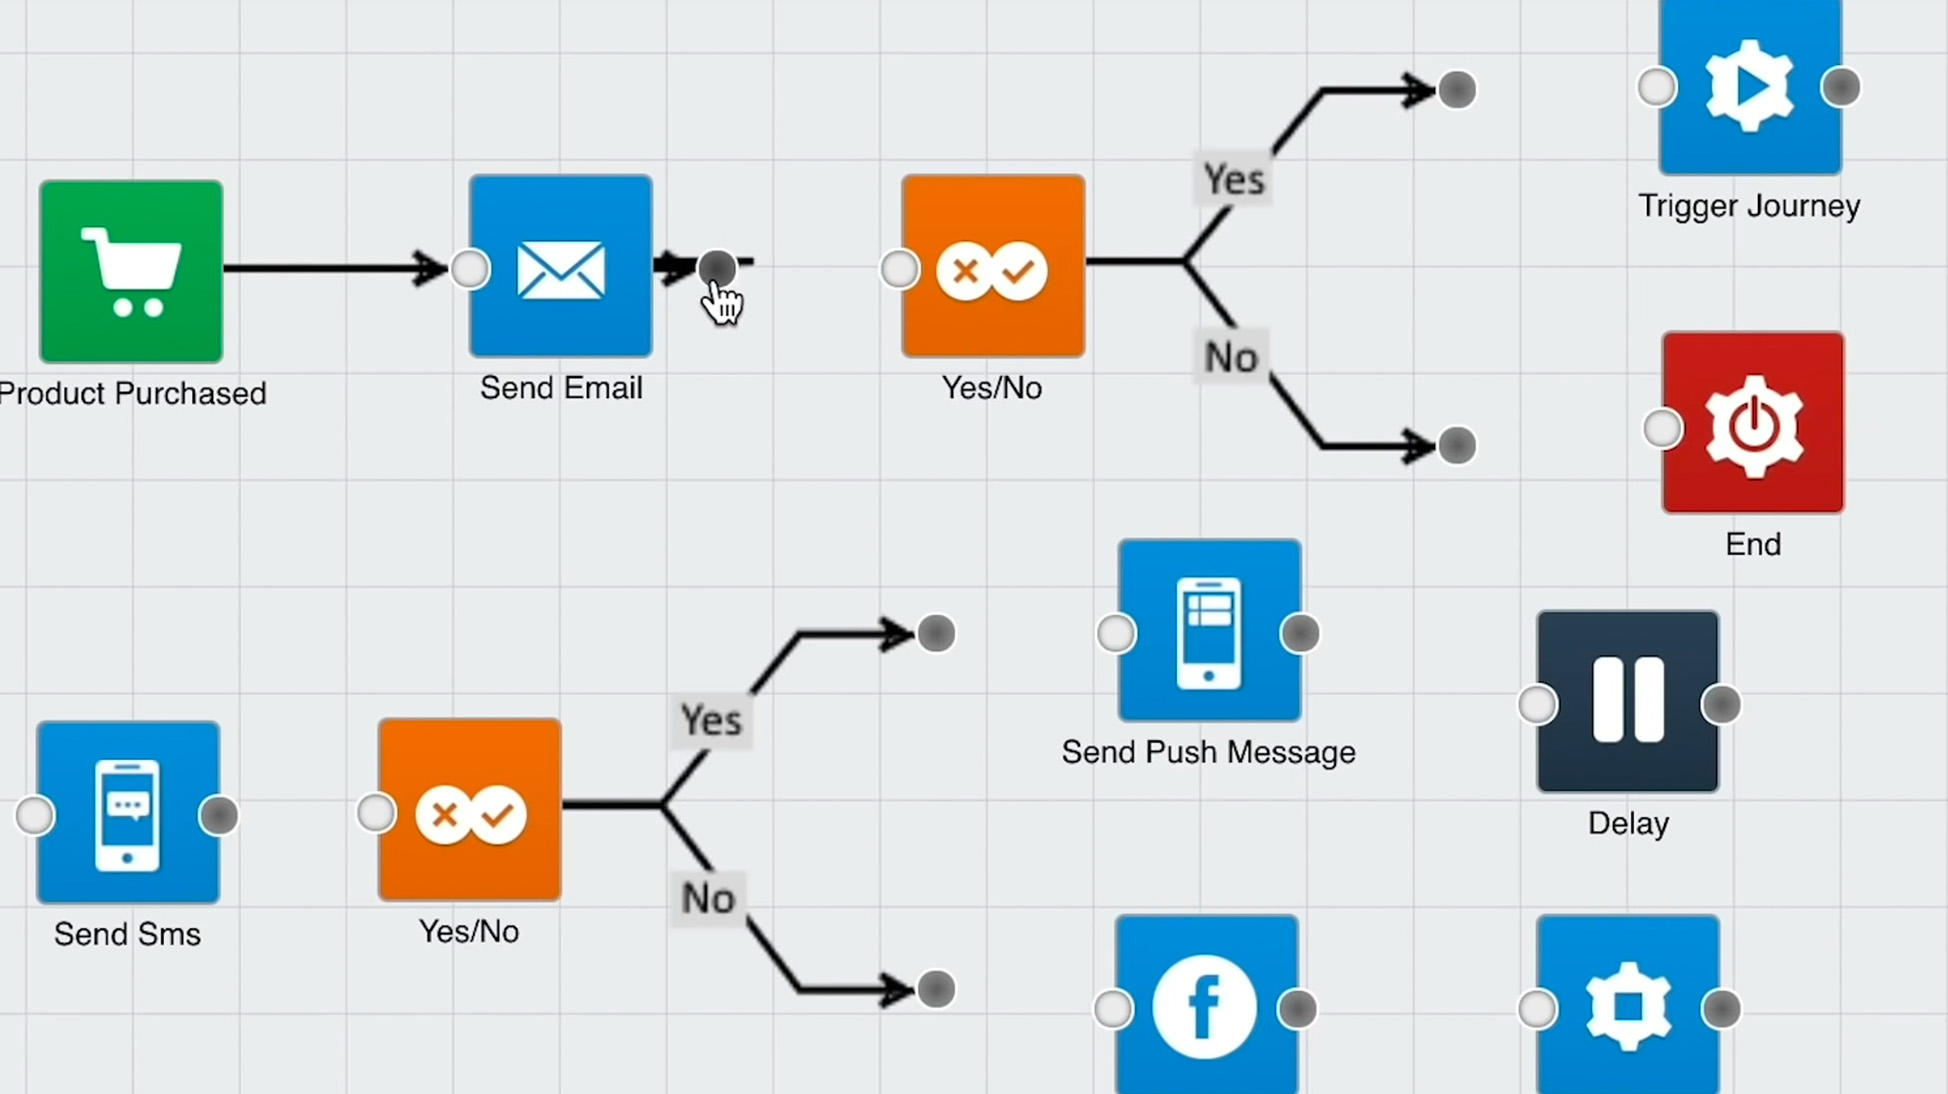 Yes
Trigger Journey
Product Purchased
Send Email
Yes/No
No
End
Yes
Send Push Message
Delay
Send Sms
Yes/No
No
f